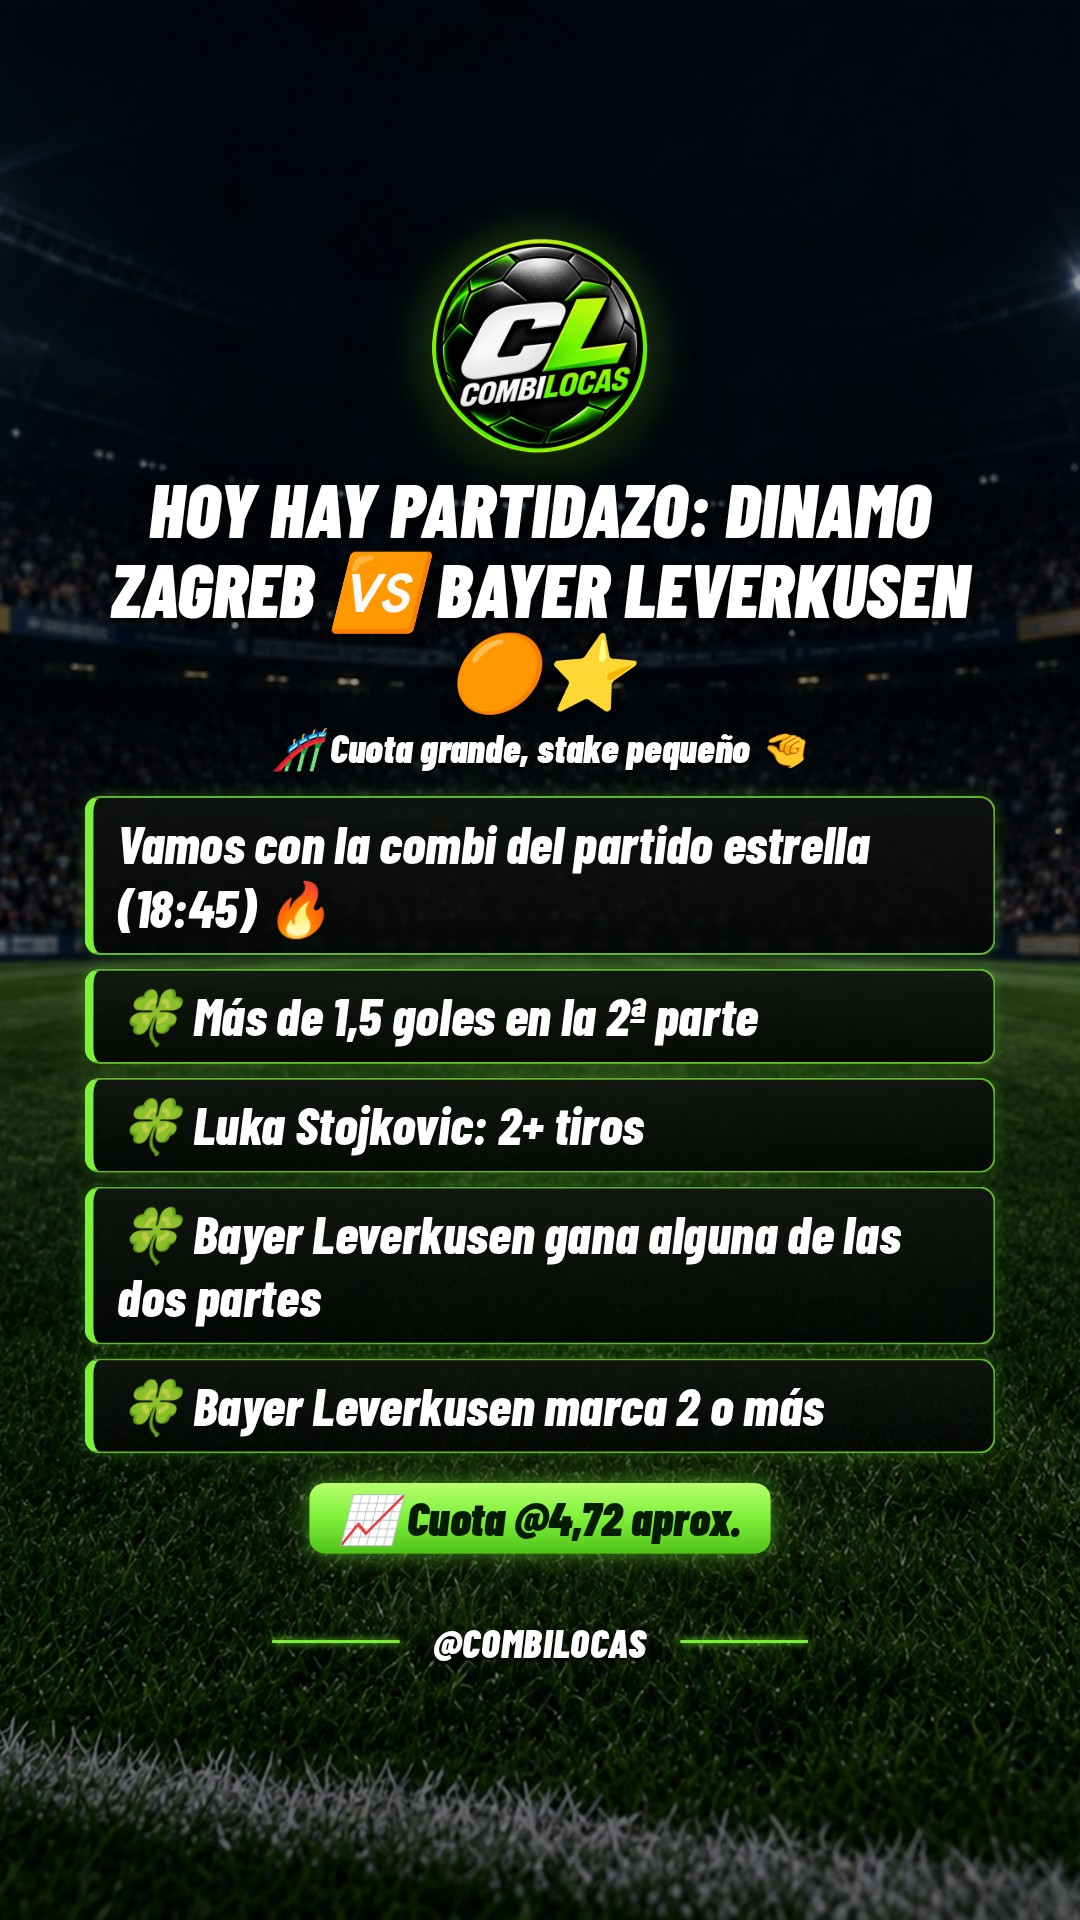 CL
COMBILOCAS
HOY HAY PARTIDAZO: DINAMO
ZAGREB 🆚 BAYER LEVERKUSEN
🟠⭐
🎢 Cuota grande, stake pequeño 🤏
Vamos con la combi del partido estrella
(18:45) 🔥
🍀 Más de 1,5 goles en la 2ª parte
🍀 Luka Stojkovic: 2+ tiros
🍀 Bayer Leverkusen gana alguna de las
dos partes
🍀 Bayer Leverkusen marca 2 o más
📈 Cuota @4,72 aprox.
@COMBILOCAS